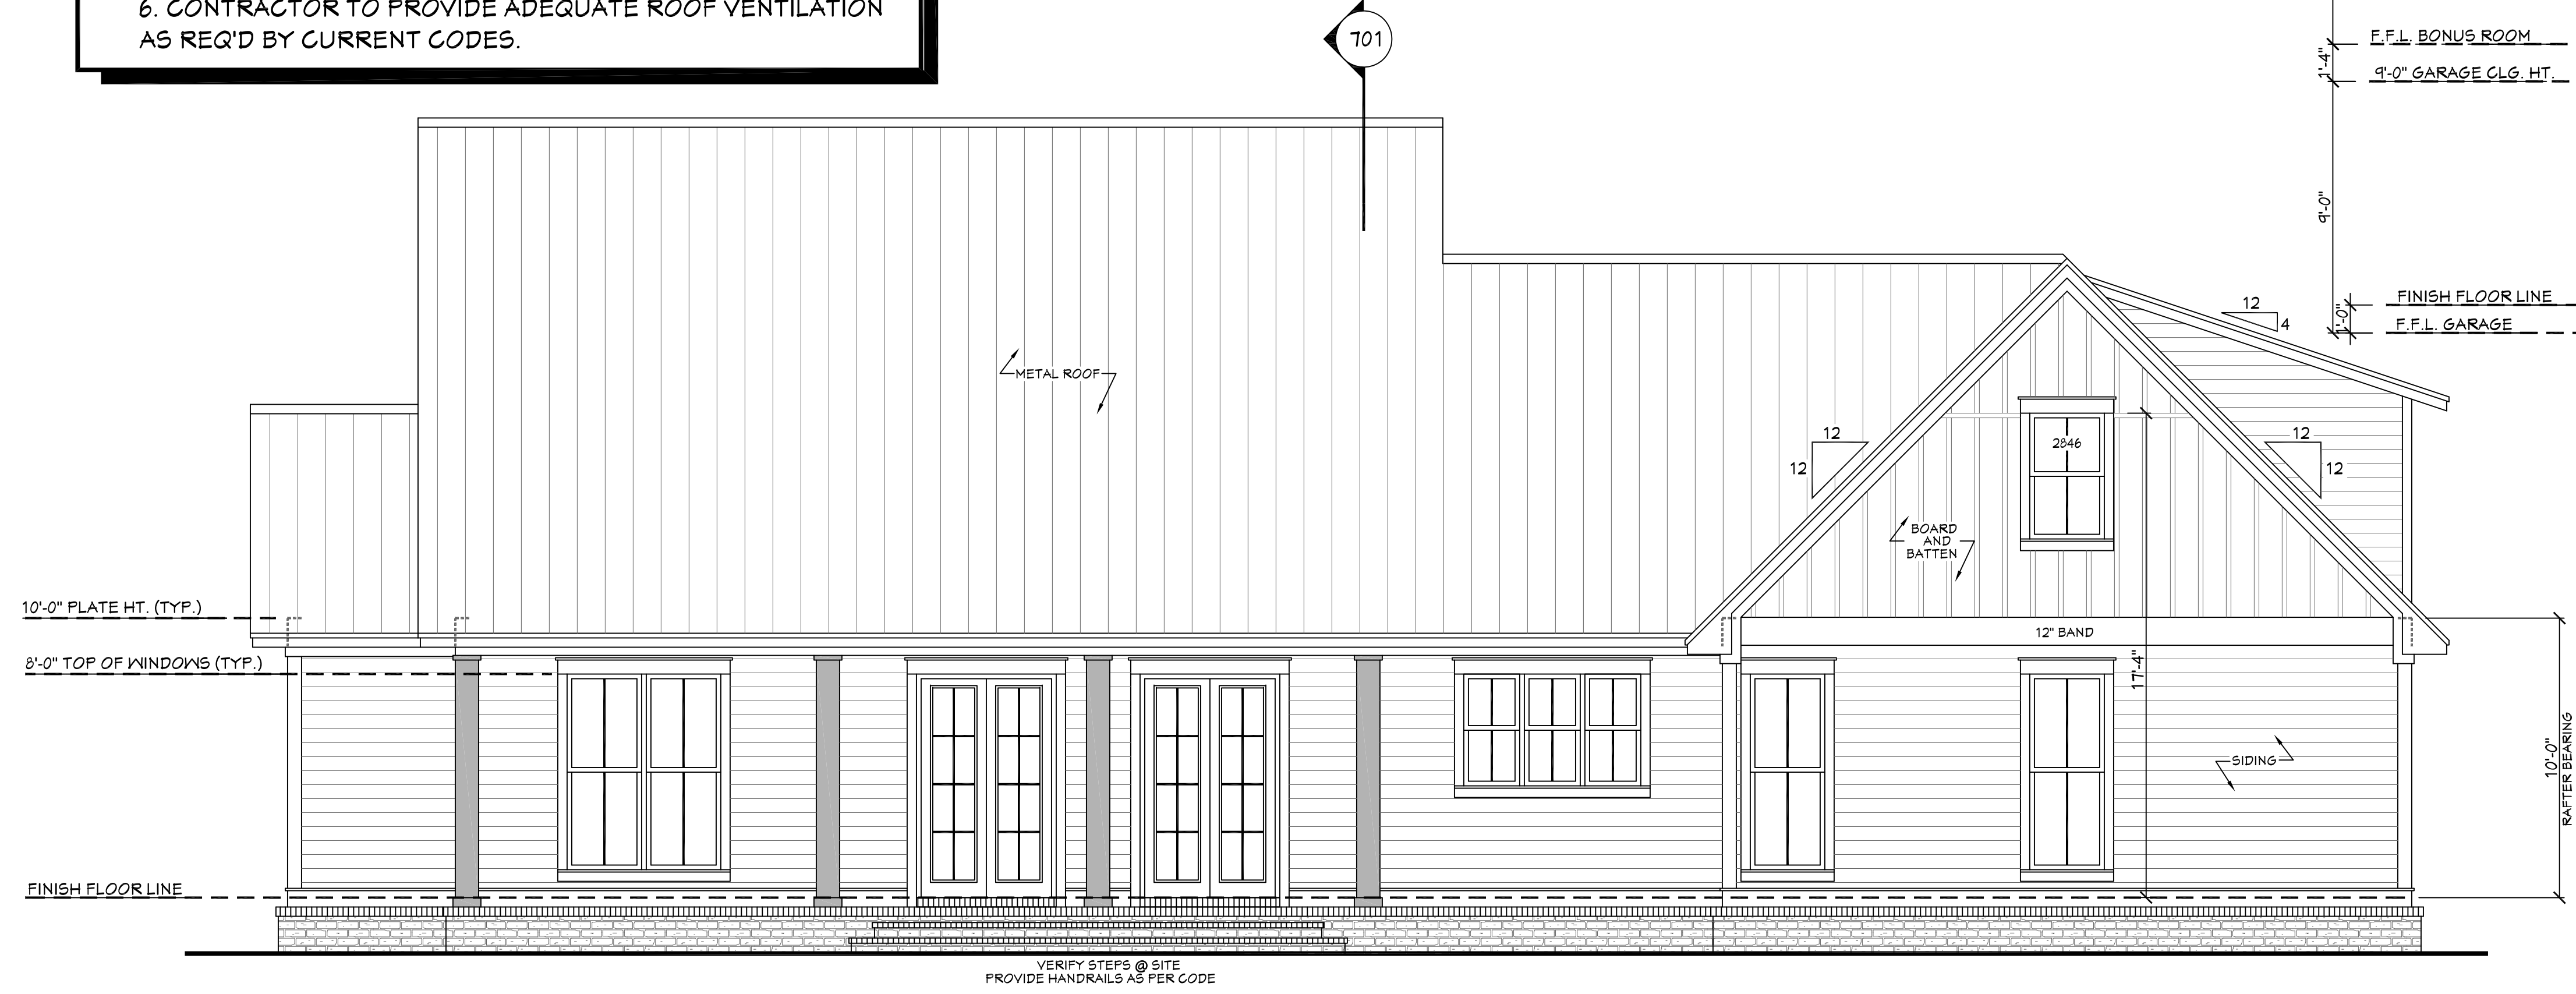 6. CONTRACTOR TO PROVIDE ADEQUATE ROOF VENTILATION
AS REQ'D BY CURRENT CODES.
701
F.F.L. BONUS ROOM
1'-4"
9'-0" GARAGE CLG. HT.
9'-0"
FINISH FLOOR LINE
1'-0"
F.F.L. GARAGE
12
4
METAL ROOF
12
12
2846
12
12
BOARD
AND
BATTEN
10'-0" PLATE HT. (TYP.)
12" BAND
8'-0" TOP OF WINDOWS (TYP.)
17'-4"
SIDING
10'-0"
RAFTER BEARING
FINISH FLOOR LINE
VERIFY STEPS @ SITE
PROVIDE HANDRAILS AS PER CODE